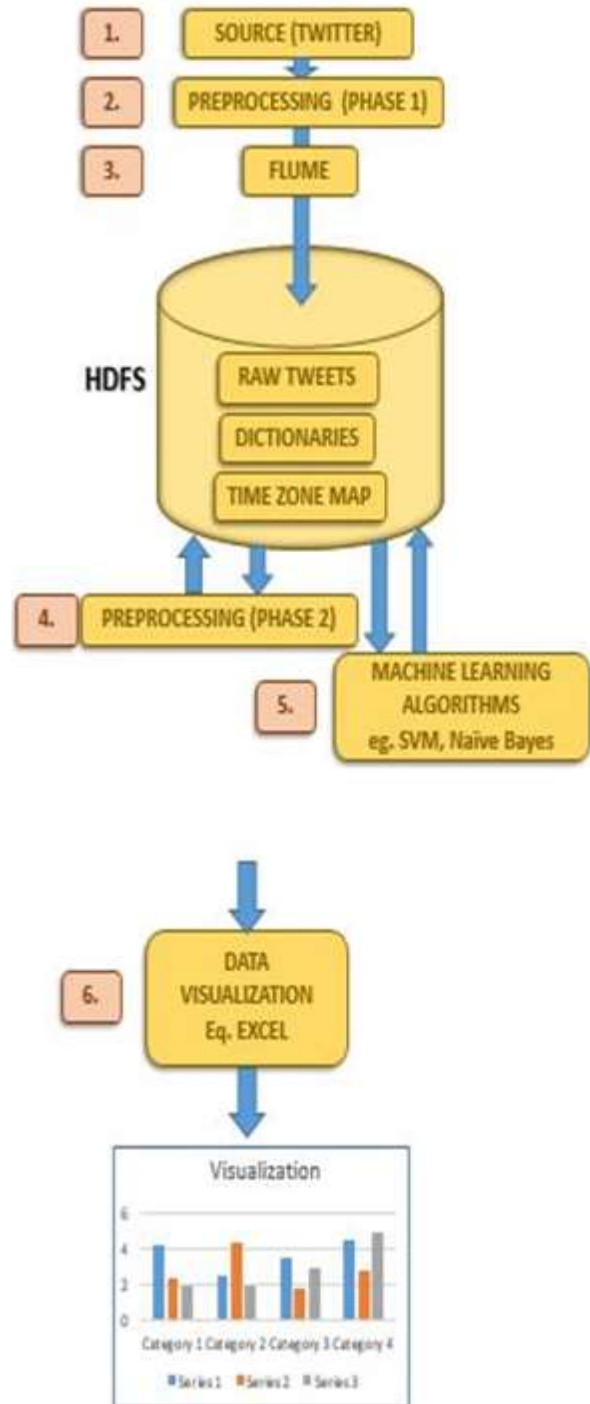 1.
SOURCE (TWITTER)
2.
PREPROCESSING (PHASE 1)
3.
FLUME
HDFS
RAW TWEETS
DICTIONARIES
TIME ZONE MAP
4.
PREPROCESSING (PHASE 2)
5.
MACHINE LEARNING
ALGORITHMS
eg. SVM, Naïve Bayes
6.
DATA
VISUALIZATION
Eq. EXCEL
Visualization
6
4
2
0
Category 1 Category 2 Category 3 Category 4
Series 1 Series 2 Series 3